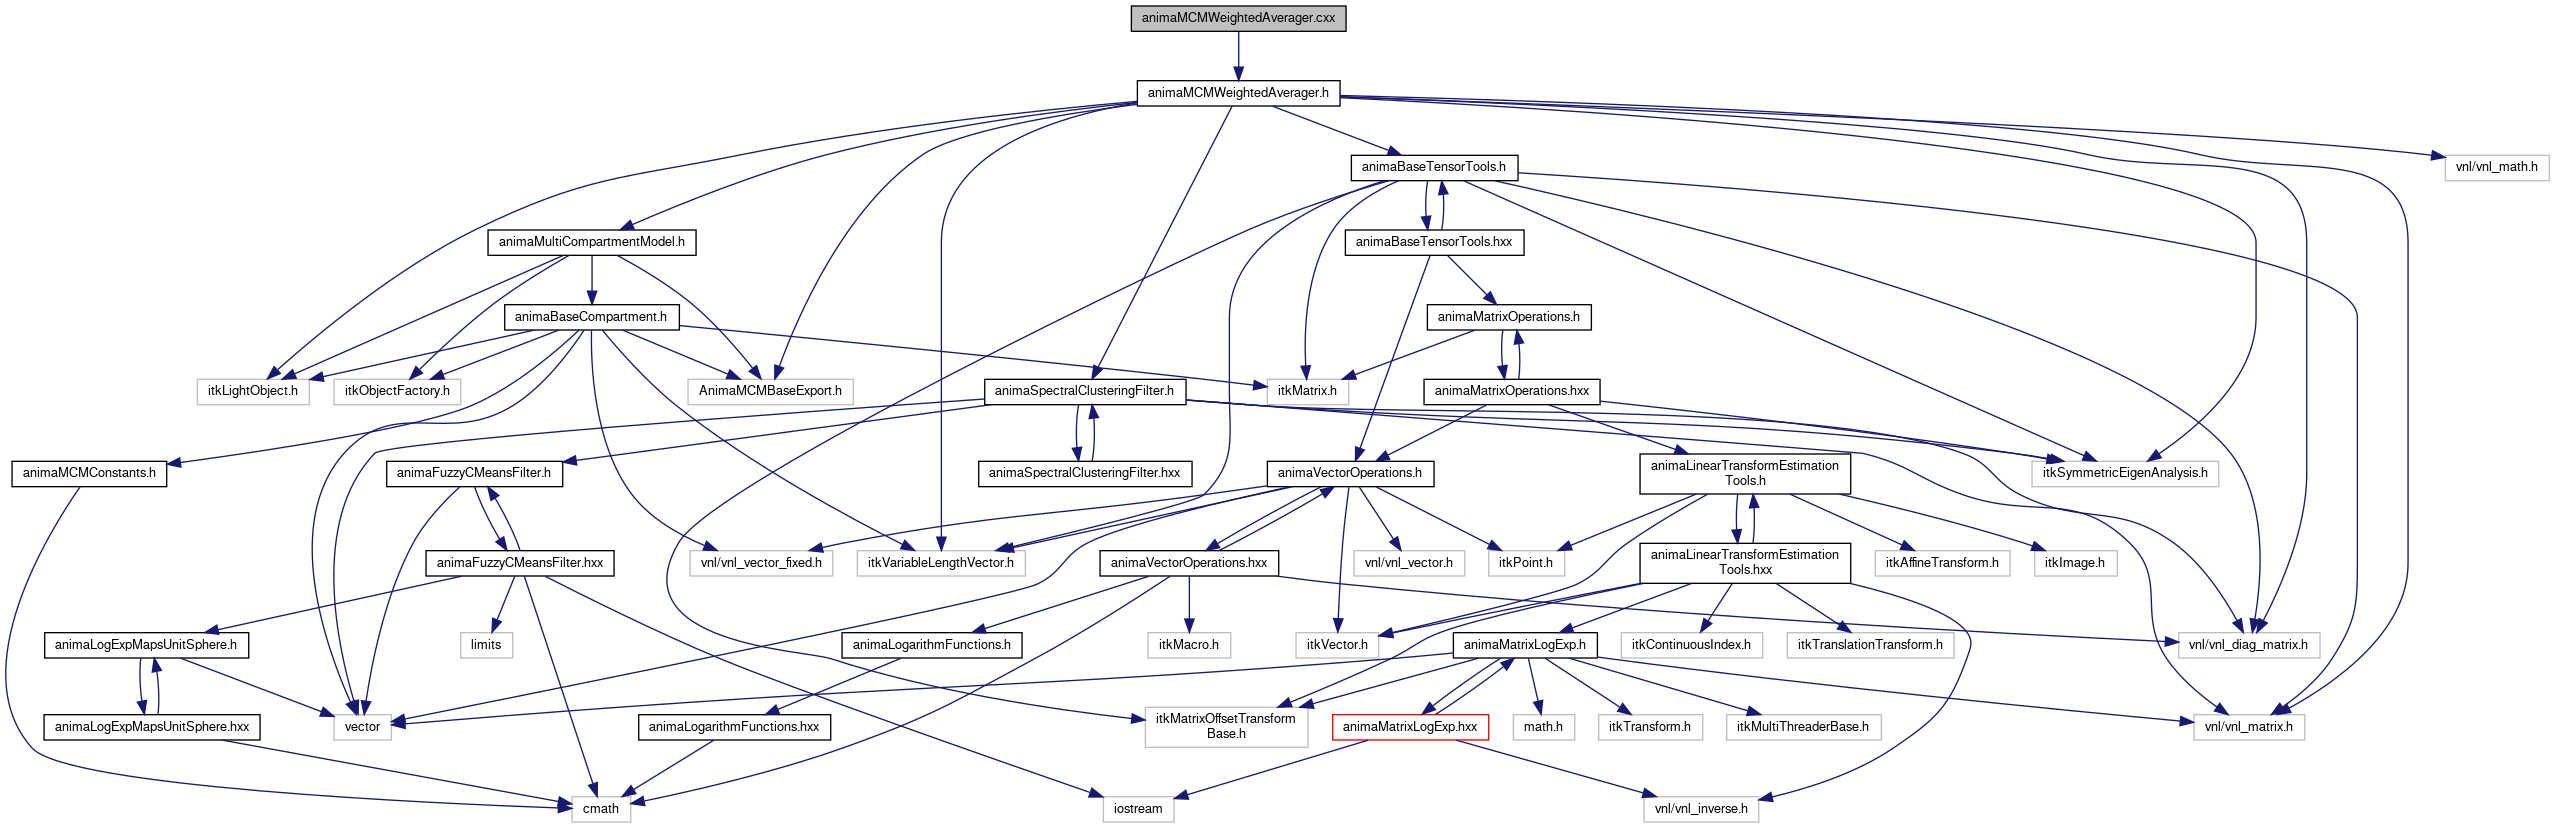 animaMCMWeightedAverager.cxx
animaMCMWeightedAverager.h
animaBaseTensorTools.h
vnl/vnl_math.h
animaMultiCompartmentModel.h
animaBaseTensorTools.hxx
animaBaseCompartment.h
animaMatrixOperations.h
itkLightObject.h
itkObjectFactory.h
AnimaMCMBaseExport.h
animaSpectralClusteringFilter.h
itkMatrix.h
animaMatrixOperations.hxx
animaMCMConstants.h
animaFuzzyCMeansFilter.h
animaSpectralClusteringFilter.hxx
animaVectorOperations.h
animaLinearTransformEstimation
Tools.h
itkSymmetricEigenAnalysis.h
animaFuzzyCMeansFilter.hxx
vnl/vnl_vector_fixed.h
itkVariableLengthVector.h
animaVectorOperations.hxx
vnl/vnl_vector.h
itkPoint.h
animaLinearTransformEstimation
Tools.hxx
itkAffineTransform.h
itkImage.h
animaLogExpMapsUnitSphere.h
limits
animaLogarithmFunctions.h
itkMacro.h
itkVector.h
animaMatrixLogExp.h
itkContinuousIndex.h
itkTranslationTransform.h
vnl/vnl_diag_matrix.h
animaLogExpMapsUnitSphere.hxx
vector
animaLogarithmFunctions.hxx
itkMatrixOffsetTransform
Base.h
animaMatrixLogExp.hxx
math.h
itkTransform.h
itkMultiThreaderBase.h
vnl/vnl_matrix.h
cmath
iostream
vnl/vnl_inverse.h